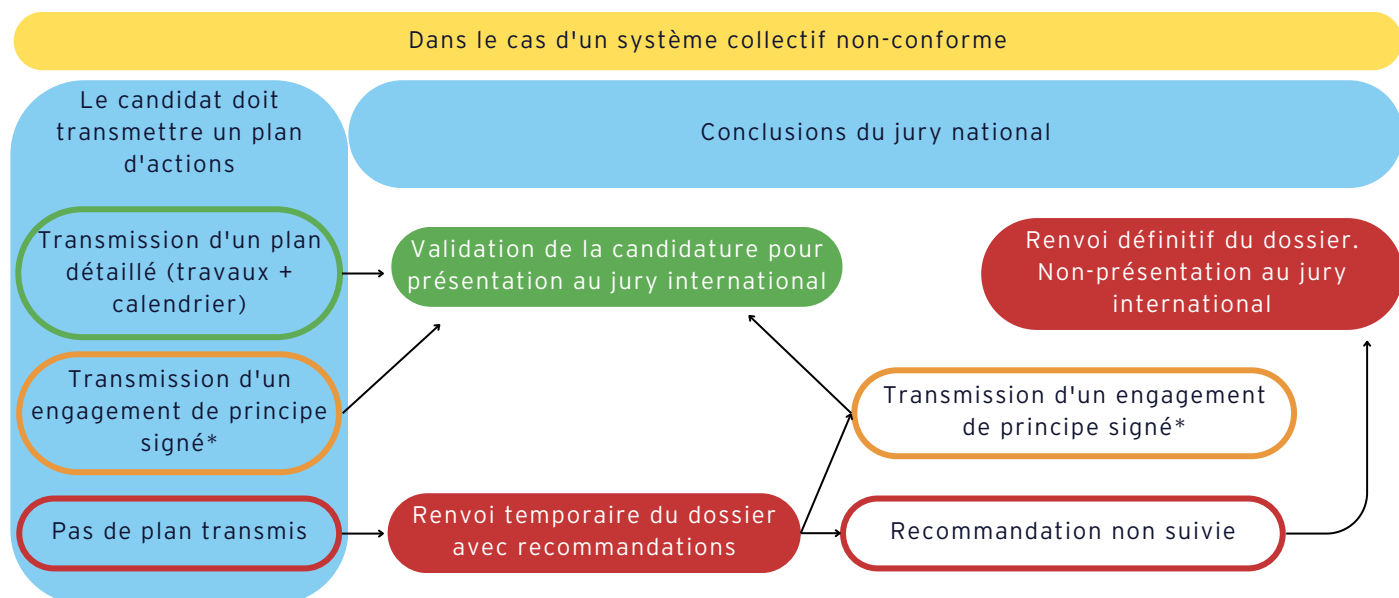 Dans le cas d'un système collectif non-conforme
Le candidat doit
transmettre un plan
d'actions
Conclusions du jury national
Transmission d'un plan
détaillé (travaux +
calendrier)
Validation de la candidature pour
présentation au jury international
Renvoi définitif du dossier.
Non-présentation au jury
international
Transmission d'un
engagement de principe
signé*
Transmission d'un engagement
de principe signé*
Pas de plan transmis
Renvoi temporaire du dossier
avec recommandations
Recommandation non suivie